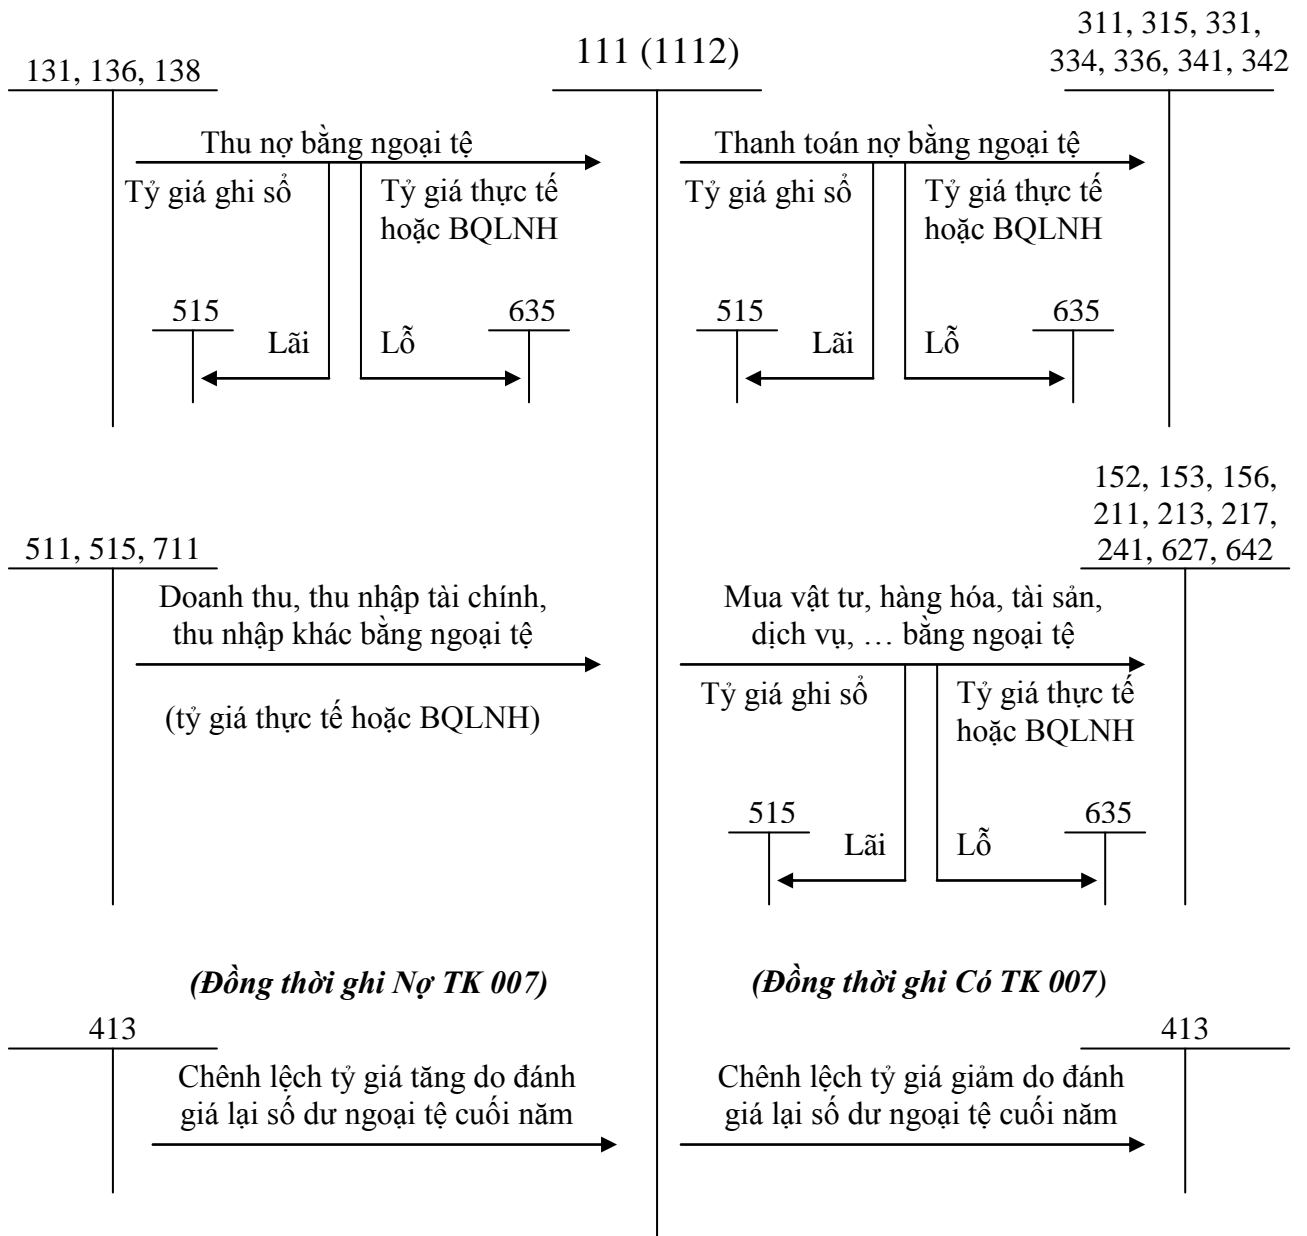 131, 136, 138
111 (1112)
311, 315, 331,
334, 336, 341, 342
Thu nợ bằng ngoại tệ
Tỷ giá ghi sổ
Tỷ giá thực tế
hoặc BQLNH
515
Lãi
Lỗ
635
Thanh toán nợ bằng ngoại tệ
Tỷ giá ghi sổ
Tỷ giá thực tế
hoặc BQLNH
515
Lãi
Lỗ
635
511, 515, 711
Doanh thu, thu nhập tài chính,
thu nhập khác bằng ngoại tệ
(tỷ giá thực tế hoặc BQLNH)
152, 153, 156,
211, 213, 217,
241, 627, 642
Mua vật tư, hàng hóa, tài sản,
dịch vụ, … bằng ngoại tệ
Tỷ giá ghi sổ
Tỷ giá thực tế
hoặc BQLNH
515
Lãi
Lỗ
635
(Đồng thời ghi Nợ TK 007)
(Đồng thời ghi Có TK 007)
413
Chênh lệch tỷ giá tăng do đánh
giá lại số dư ngoại tệ cuối năm
Chênh lệch tỷ giá giảm do đánh
giá lại số dư ngoại tệ cuối năm
413